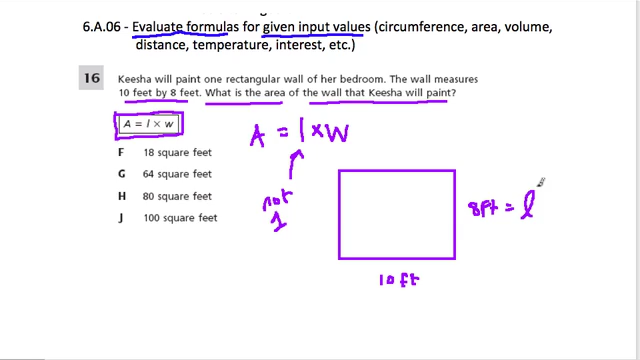 6.A.06 - Evaluate formulas for given input values (circumference, area, volume,
distance, temperature, interest, etc.)
16 Keesha will paint one rectangular wall of her bedroom. The wall measures
10 feet by 8 feet. What is the area of the wall that Keesha will paint?
A = l × w
F 18 square feet
G 64 square feet
H 80 square feet
J 100 square feet
A = l × W
not
1
8ft = l
10 ft